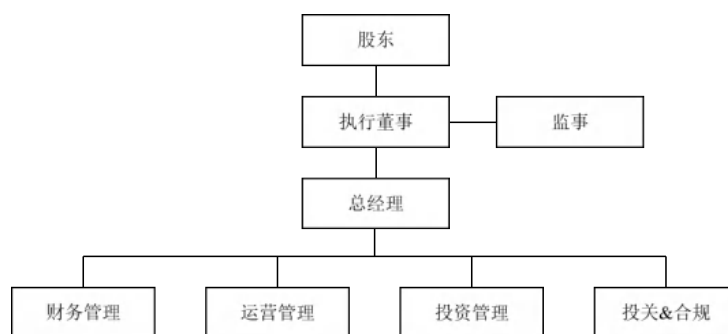 股东
执行董事
监事
总经理
财务管理
运营管理
投资管理
投关&合规